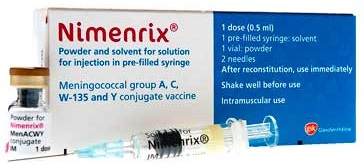 Nimenrix®
Powder and solvent for solution
for injection in pre-filled syringe
Meningococcal group A, C,
W-135 and Y conjugate vaccine
1 dose (0.5 ml)
1 pre-filled syringe: solvent
1 vial: powder
2 needles
After reconstitution, use immediately
Shake well before use
Intramuscular use
gsk GlaxoSmithKline
Powder for
Nimenrix®
MenACWY
IM 1 dose
Nimenrix®